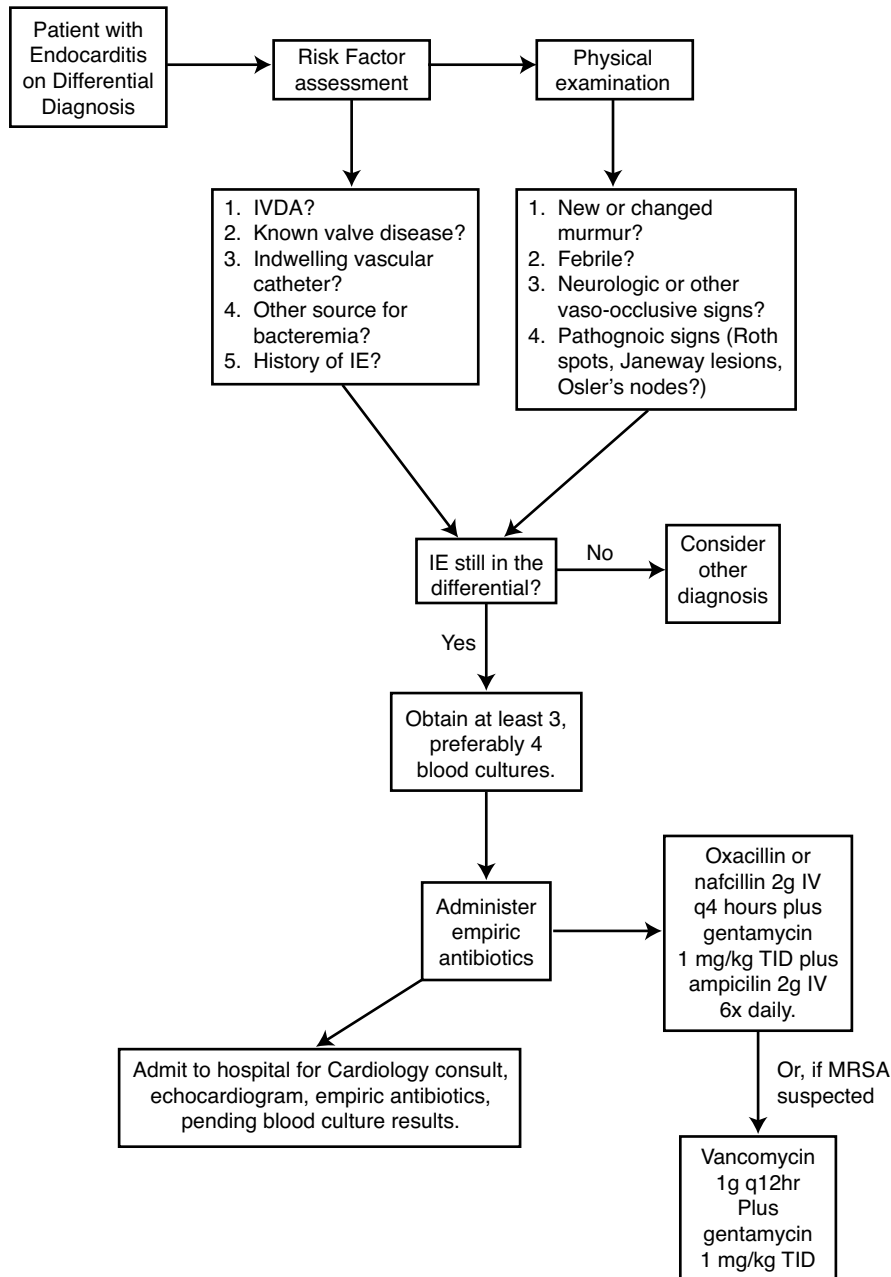 Patient with
Endocarditis
on Differential
Diagnosis
Risk Factor
assessment
Physical
examination
1. IVDA?
2. Known valve disease?
3. Indwelling vascular
catheter?
4. Other source for
bacteremia?
5. History of IE?
1. New or changed
murmur?
2. Febrile?
3. Neurologic or other
vaso-occlusive signs?
4. Pathognoic signs (Roth
spots, Janeway lesions,
Osler's nodes?)
IE still in the
differential?
No
Consider
other
diagnosis
Yes
Obtain at least 3,
preferably 4
blood cultures.
Administer
empiric
antibiotics
Oxacillin or
nafcillin 2g IV
q4 hours plus
gentamycin
1 mg/kg TID plus
ampicilin 2g IV
6x daily.
Admit to hospital for Cardiology consult,
echocardiogram, empiric antibiotics,
pending blood culture results.
Or, if MRSA
suspected
Vancomycin
1g q12hr
Plus
gentamycin
1 mg/kg TID